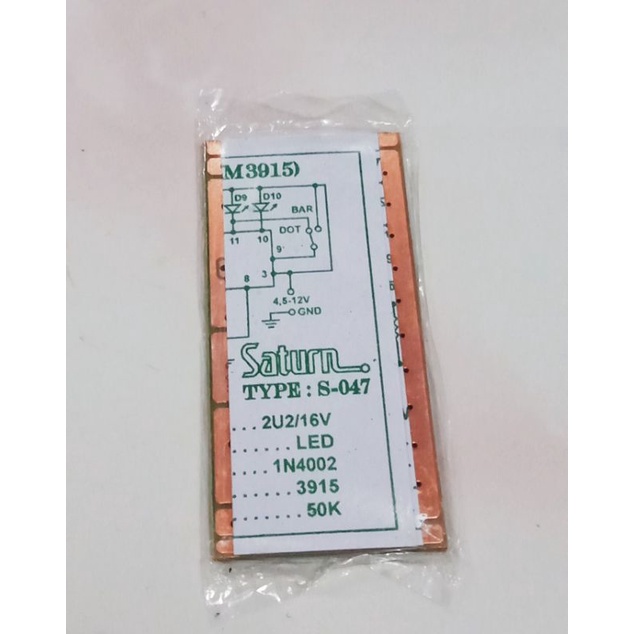 M3915)
D9 D10
BAR
DOT
11 10
9
3
8
4,5-12V
GND
Saturn
TYPE : S-047
...2U2/16V
......LED
....1N4002
......3915
.......50K